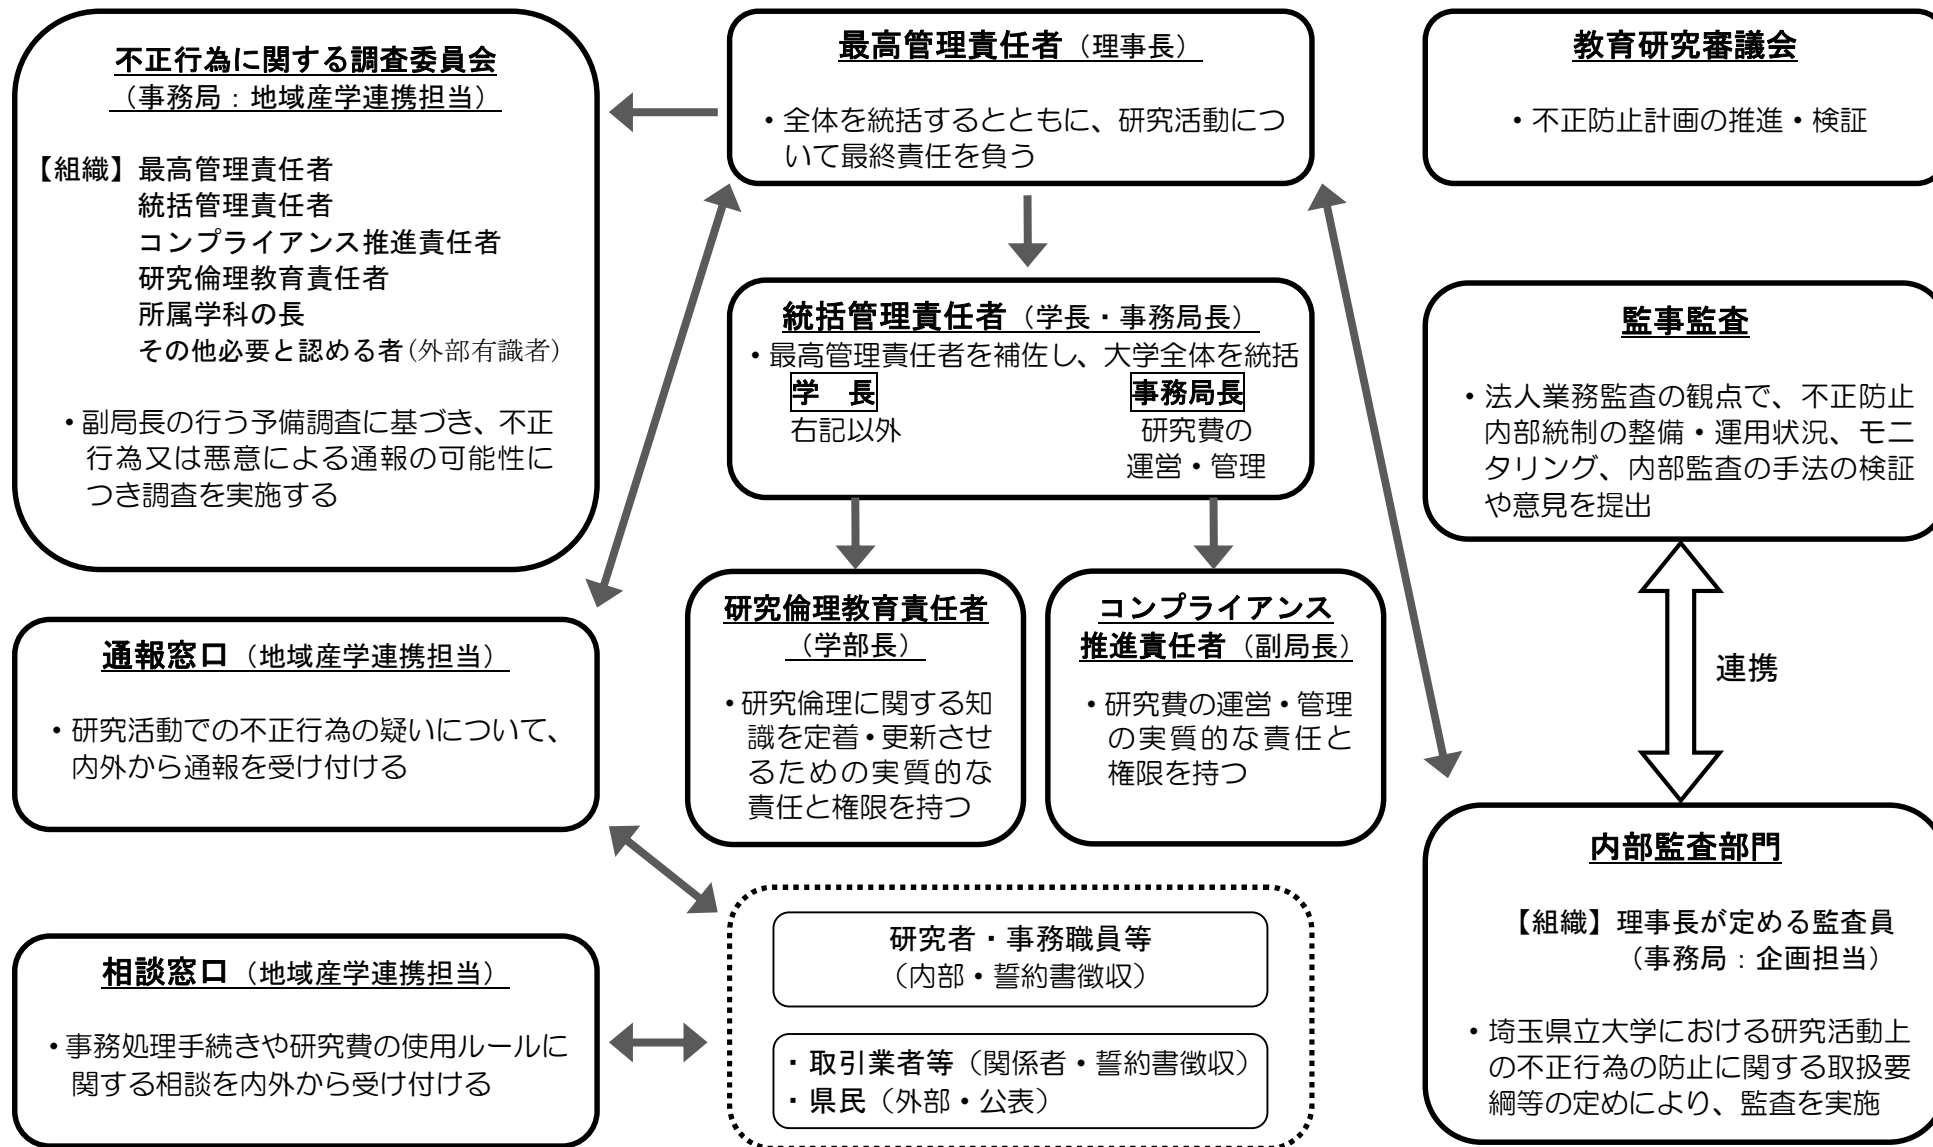 不正行為に関する調査委員会
（事務局：地域産学連携担当）
【組織】最高管理責任者
統括管理責任者
コンプライアンス推進責任者
研究倫理教育責任者
所属学科の長
その他必要と認める者(外部有識者)
・副局長の行う予備調査に基づき、不正
行為又は悪意による通報の可能性に
つき調査を実施する
最高管理責任者（理事長）
・全体を統括するとともに、研究活動につ
いて最終責任を負う
教育研究審議会
・不正防止計画の推進・検証
統括管理責任者（学長・事務局長）
・最高管理責任者を補佐し、大学全体を統括
学　長
右記以外
事務局長
研究費の
運営・管理
監事監査
・法人業務監査の観点で、不正防止
内部統制の整備・運用状況、モニ
タリング、内部監査の手法の検証
や意見を提出
通報窓口（地域産学連携担当）
・研究活動での不正行為の疑いについて、
内外から通報を受け付ける
研究倫理教育責任者
（学部長）
・研究倫理に関する知
識を定着・更新させ
るための実質的な
責任と権限を持つ
コンプライアンス
推進責任者（副局長）
・研究費の運営・管理
の実質的な責任と
権限を持つ
連携
内部監査部門
【組織】理事長が定める監査員
（事務局：企画担当）
・埼玉県立大学における研究活動上
の不正行為の防止に関する取扱要
綱等の定めにより、監査を実施
相談窓口（地域産学連携担当）
・事務処理手続きや研究費の使用ルールに
関する相談を内外から受け付ける
研究者・事務職員等
（内部・誓約書徴収）
・取引業者等（関係者・誓約書徴収）
・県民（外部・公表）